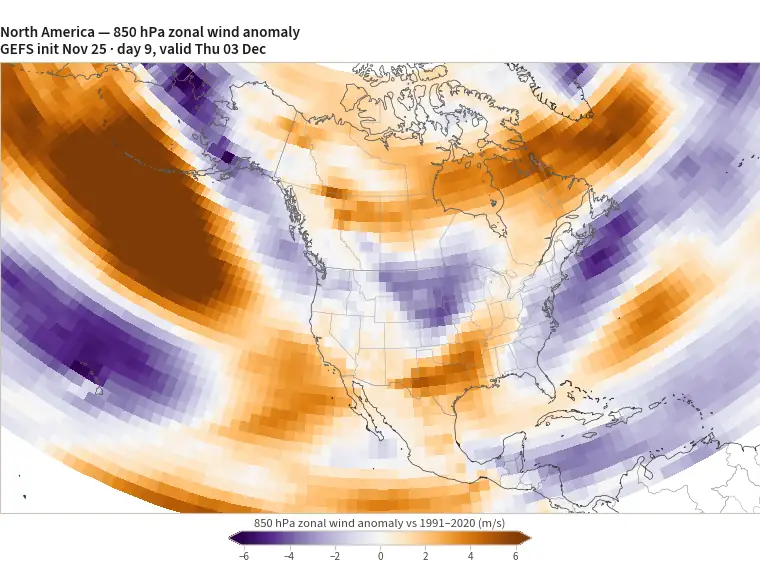 North America — 850 hPa zonal wind anomaly
GEFS init Nov 25 · day 9, valid Thu 03 Dec
850 hPa zonal wind anomaly vs 1991–2020 (m/s)
−6 −4 −2 0 2 4 6